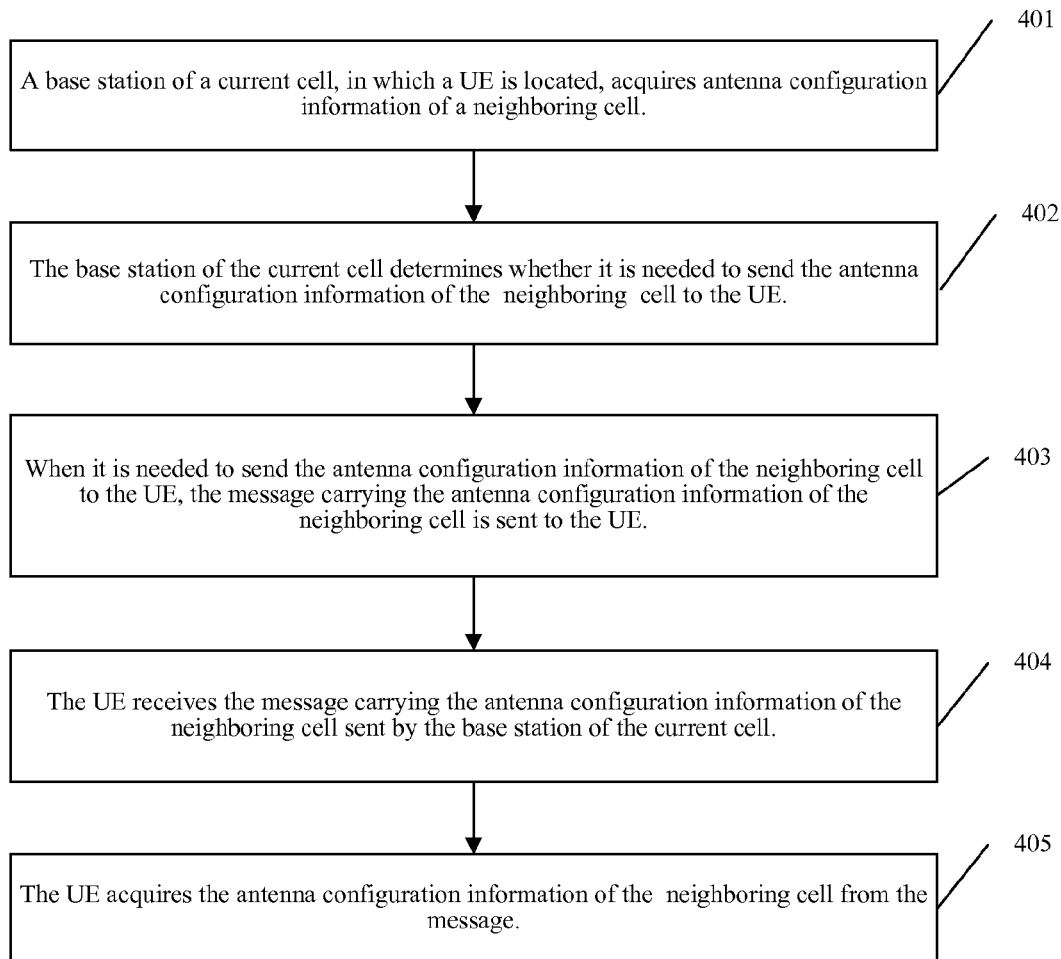 401
A base station of a current cell, in which a UE is located, acquires antenna configuration
information of a neighboring cell.
402
The base station of the current cell determines whether it is needed to send the antenna
configuration information of the neighboring cell to the UE.
403
When it is needed to send the antenna configuration information of the neighboring cell
to the UE, the message carrying the antenna configuration information of the
neighboring cell is sent to the UE.
404
The UE receives the message carrying the antenna configuration information of the
neighboring cell sent by the base station of the current cell.
405
The UE acquires the antenna configuration information of the neighboring cell from the
message.